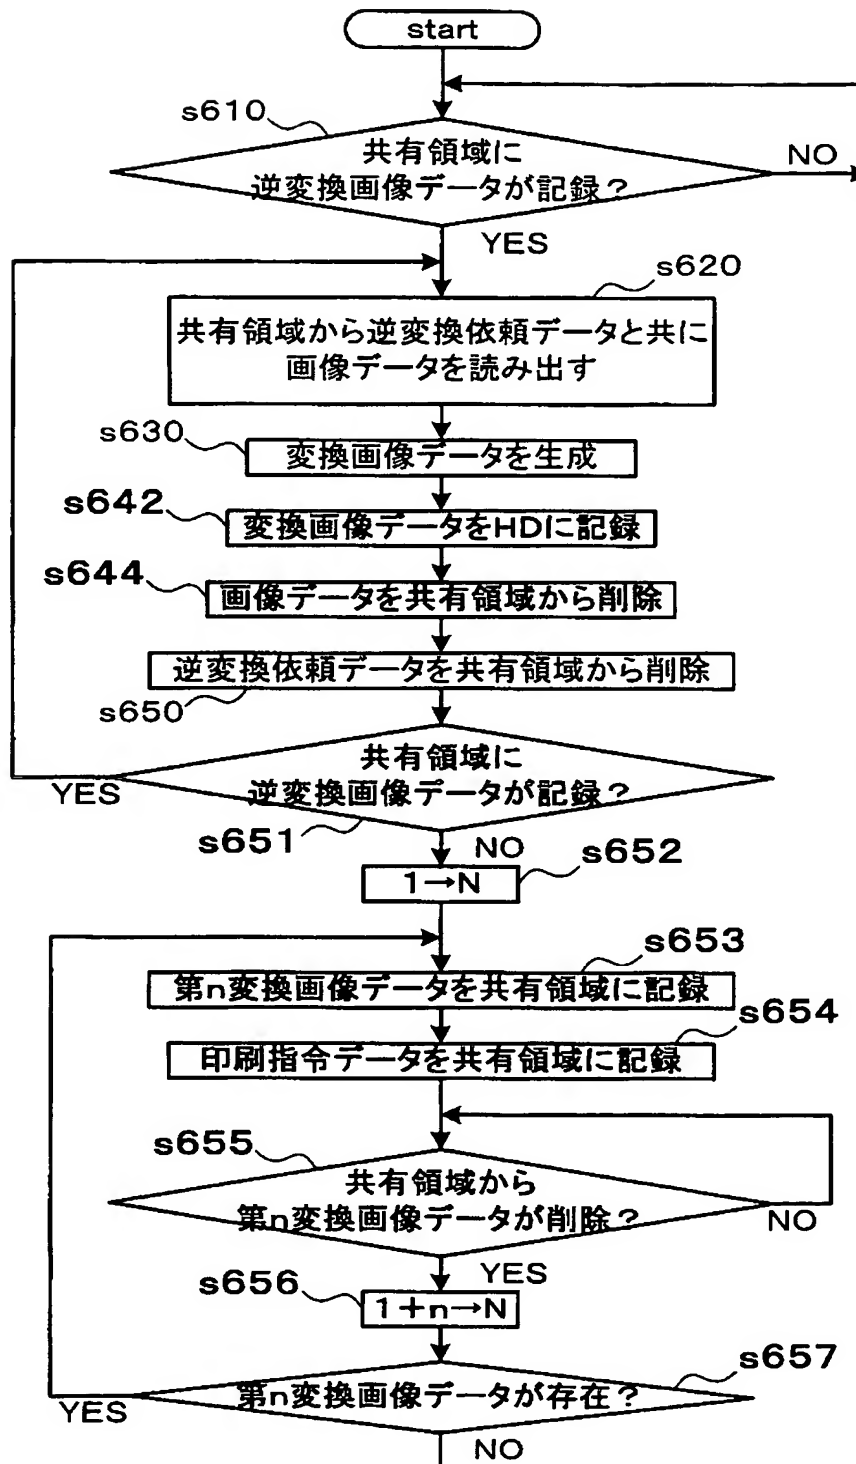 start
s610
共有領域に
逆変換画像データが記録?
NO
YES
s620
共有領域から逆変換依頼データと共に
画像データを読み出す
s630
変換画像データを生成
s642
変換画像データをHDに記録
s644
画像データを共有領域から削除
逆変換依頼データを共有領域から削除
s650
共有領域に
逆変換画像データが記録?
YES
s651
NO
s652
1→N
s653
第n変換画像データを共有領域に記録
s654
印刷指令データを共有領域に記録
s655
共有領域から
第n変換画像データが削除?
NO
YES
s656
1+n→N
s657
第n変換画像データが存在?
YES
NO